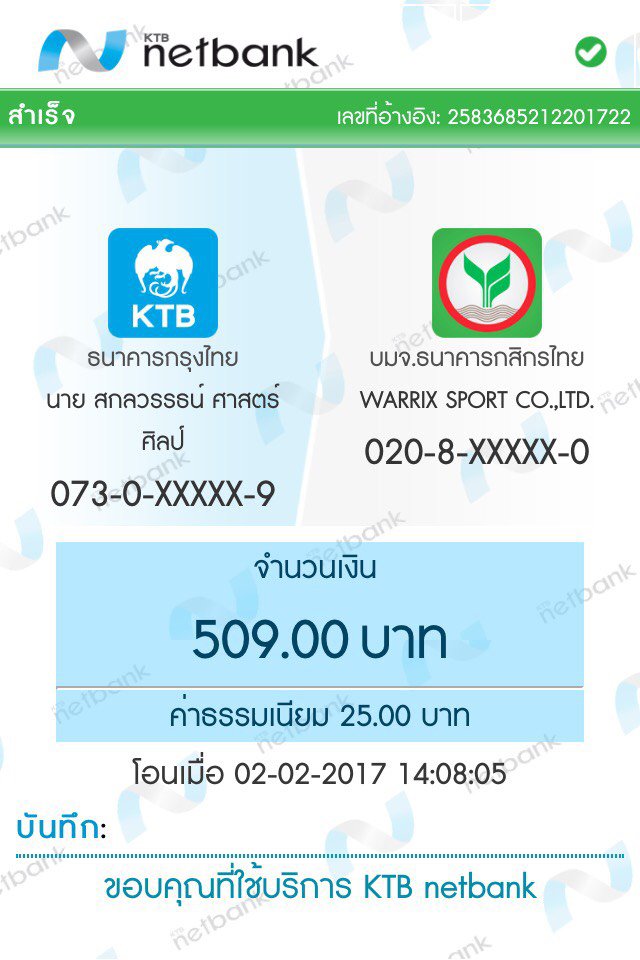 KTB
netbank
สำเร็จ
เลขที่อ้างอิง: 2583685212201722
KTB
ธนาคารกรุงไทย
นาย สกลวรรธน์ ศาสตร์
ศิลป์
073-0-XXXXX-9
บมจ.ธนาคารกสิกรไทย
WARRIX SPORT CO.,LTD.
020-8-XXXXX-0
จำนวนเงิน
509.00 บาท
ค่าธรรมเนียม 25.00 บาท
โอนเมื่อ 02-02-2017 14:08:05
บันทึก:
ขอบคุณที่ใช้บริการ KTB netbank